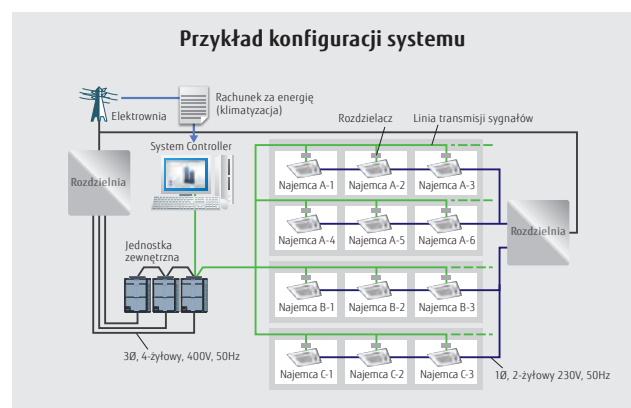 Przykład konfiguracji systemu
Elektrownia
Rachunek za energię
(klimatyzacja)
Rozdzielacz
Linia transmisji sygnałów
System Controller
Rozdzielnia
Najemca A-1
Najemca A-2
Najemca A-3
Najemca A-4
Najemca A-5
Najemca A-6
Rozdzielnia
Jednostka
zewnętrzna
Najemca B-1
Najemca B-2
Najemca B-3
Najemca C-1
Najemca C-2
Najemca C-3
3Ø, 4-żyłowy, 400V, 50Hz
1Ø, 2-żyłowy 230V, 50Hz